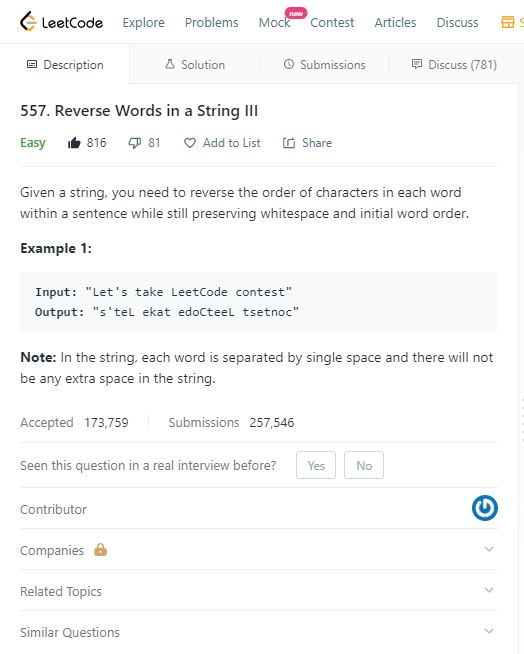 LeetCode Explore Problems Mock new Contest Articles Discuss S
Description Solution Submissions Discuss (781)
557. Reverse Words in a String III
Easy 816 81 Add to List Share
Given a string, you need to reverse the order of characters in each word
within a sentence while still preserving whitespace and initial word order.
Example 1:
Input: "Let's take LeetCode contest"
Output: "s'teL ekat edoCteeL tsetnoc"
Note: In the string, each word is separated by single space and there will not
be any extra space in the string.
Accepted 173,759 Submissions 257,546
Seen this question in a real interview before? Yes No
Contributor
Companies
Related Topics
Similar Questions